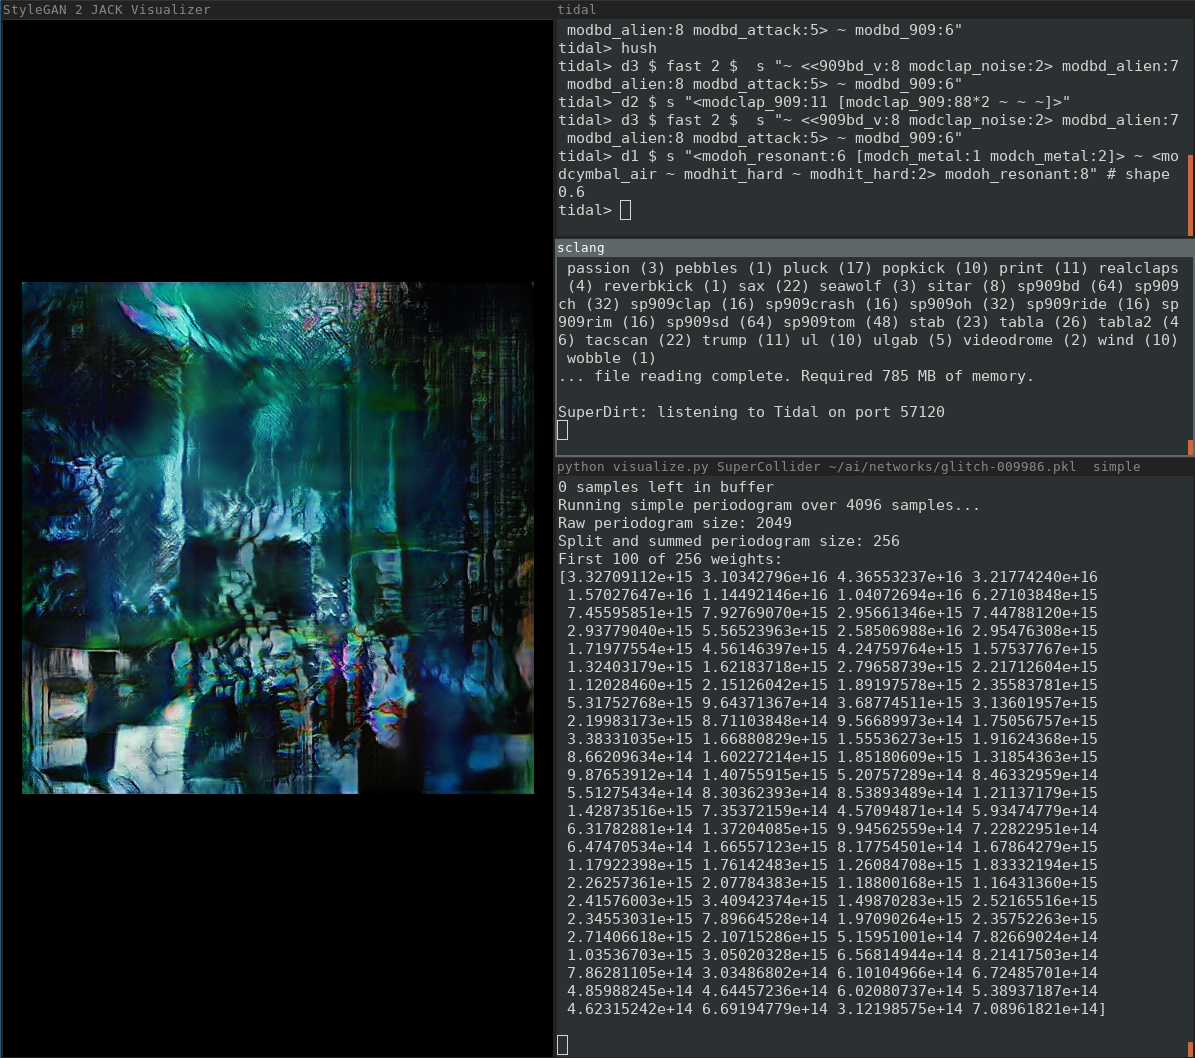 StyleGAN 2 JACK Visualizer
tidal
modbd_alien:8 modbd_attack:5> ~ modbd_909:6"
tidal> hush
tidal> d3 $ fast 2 $  s "~ <<909bd_v:8 modclap_noise:2> modbd_alien:7
modbd_alien:8 modbd_attack:5> ~ modbd_909:6"
tidal> d2 $ s "<modclap_909:11 [modclap_909:88*2 ~ ~ ~]>"
tidal> d3 $ fast 2 $  s "~ <<909bd_v:8 modclap_noise:2> modbd_alien:7
modbd_alien:8 modbd_attack:5> ~ modbd_909:6"
tidal> d1 $ s "<modoh_resonant:6 [modch_metal:1 modch_metal:2]> ~ <mo
dcymbal_air ~ modhit_hard ~ modhit_hard:2> modoh_resonant:8" # shape
0.6
tidal>
sclang
passion (3) pebbles (1) pluck (17) popkick (10) print (11) realclaps
(4) reverbkick (1) sax (22) seawolf (3) sitar (8) sp909bd (64) sp909
ch (32) sp909clap (16) sp909crash (16) sp909oh (32) sp909ride (16) sp
909rim (16) sp909sd (64) sp909tom (48) stab (23) tabla (26) tabla2 (4
6) tacscan (22) trump (11) ul (10) ulgab (5) videodrome (2) wind (10)
wobble (1)
... file reading complete. Required 785 MB of memory.
SuperDirt: listening to Tidal on port 57120
python visualize.py SuperCollider ~/ai/networks/glitch-009986.pkl  simple
0 samples left in buffer
Running simple periodogram over 4096 samples...
Raw periodogram size: 2049
Split and summed periodogram size: 256
First 100 of 256 weights:
[3.32709112e+15 3.10342796e+16 4.36553237e+16 3.21774240e+16
1.57027647e+16 1.14492146e+16 1.04072694e+16 6.27103848e+15
7.45595851e+15 7.92769070e+15 2.95661346e+15 7.44788120e+15
2.93779040e+15 5.56523963e+15 2.58506988e+16 2.95476308e+15
1.71977554e+15 4.56146397e+15 4.24759764e+15 1.57537767e+15
1.32403179e+15 1.62183718e+15 2.79658739e+15 2.21712604e+15
1.12028460e+15 2.15126042e+15 1.89197578e+15 2.35583781e+15
5.31752768e+15 9.64371367e+14 3.68774511e+15 3.13601957e+15
2.19983173e+15 8.71103848e+14 9.56689973e+14 1.75056757e+15
3.38331035e+15 1.66880829e+15 1.55536273e+15 1.91624368e+15
8.66209634e+14 1.60227214e+15 1.85180609e+15 1.31854363e+15
9.87653912e+14 1.40755915e+15 5.20757289e+14 8.46332959e+14
5.51275434e+14 8.30362393e+14 8.53893489e+14 1.21137179e+15
1.42873516e+15 7.35372159e+14 4.57094871e+14 5.93474779e+14
6.31782881e+14 1.37204085e+15 9.94562559e+14 7.22822951e+14
6.47470534e+14 1.66557123e+15 8.17754501e+14 1.67864279e+15
1.17922398e+15 1.76142483e+15 1.26084708e+15 1.83332194e+15
2.26257361e+15 2.07784383e+15 1.18800168e+15 1.16431360e+15
2.41576003e+15 3.40942374e+15 1.49870283e+15 2.52165516e+15
2.34553031e+15 7.89664528e+14 1.97090264e+15 2.35752263e+15
2.71406618e+15 2.10715286e+15 5.15951001e+14 7.82669024e+14
1.03536703e+15 3.05020328e+15 6.56814944e+14 8.21417503e+14
7.86281105e+14 3.03486802e+14 6.10104966e+14 6.72485701e+14
4.85988245e+14 4.64457236e+14 6.02080737e+14 5.38937187e+14
4.62315242e+14 6.69194779e+14 3.12198575e+14 7.08961821e+14]